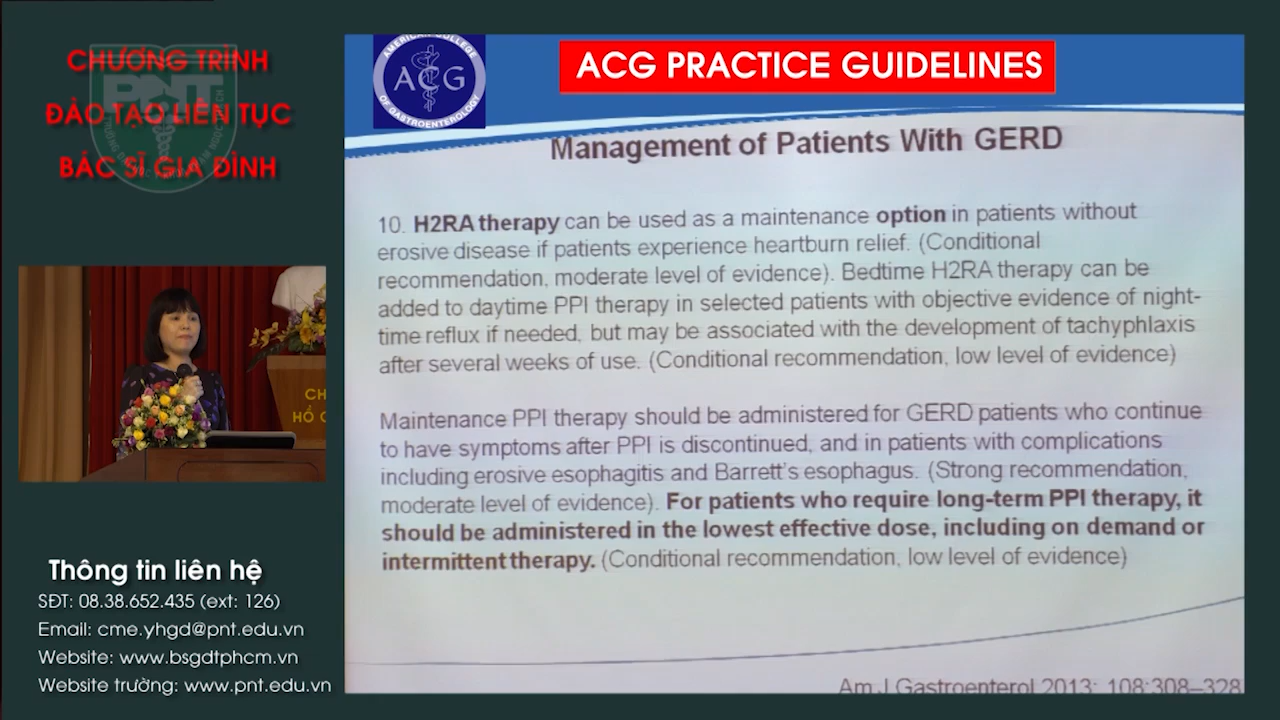 CHƯƠNG TRÌNH
ĐÀO TẠO LIÊN TỤC
BÁC SĨ GIA ĐÌNH
PNT
AMERICAN COLLEGE
ACG
OF GASTROENTEROLOGY
ACG PRACTICE GUIDELINES
Management of Patients With GERD
10. H2RA therapy can be used as a maintenance option in patients without
erosive disease if patients experience heartburn relief. (Conditional
recommendation, moderate level of evidence). Bedtime H2RA therapy can be
added to daytime PPI therapy in selected patients with objective evidence of night-
time reflux if needed, but may be associated with the development of tachyphlaxis
after several weeks of use. (Conditional recommendation, low level of evidence)
Maintenance PPI therapy should be administered for GERD patients who continue
to have symptoms after PPI is discontinued, and in patients with complications
including erosive esophagitis and Barrett's esophagus. (Strong recommendation,
moderate level of evidence). For patients who require long-term PPI therapy, it
should be administered in the lowest effective dose, including on demand or
intermittent therapy. (Conditional recommendation, low level of evidence)
Am J Gastroenterol 2013; 108:308–328
CH
HỒ
Thông tin liên hệ
SĐT: 08.38.652.435 (ext: 126)
Email: cme.yhgd@pnt.edu.vn
Website: www.bsgdtphcm.vn
Website trường: www.pnt.edu.vn